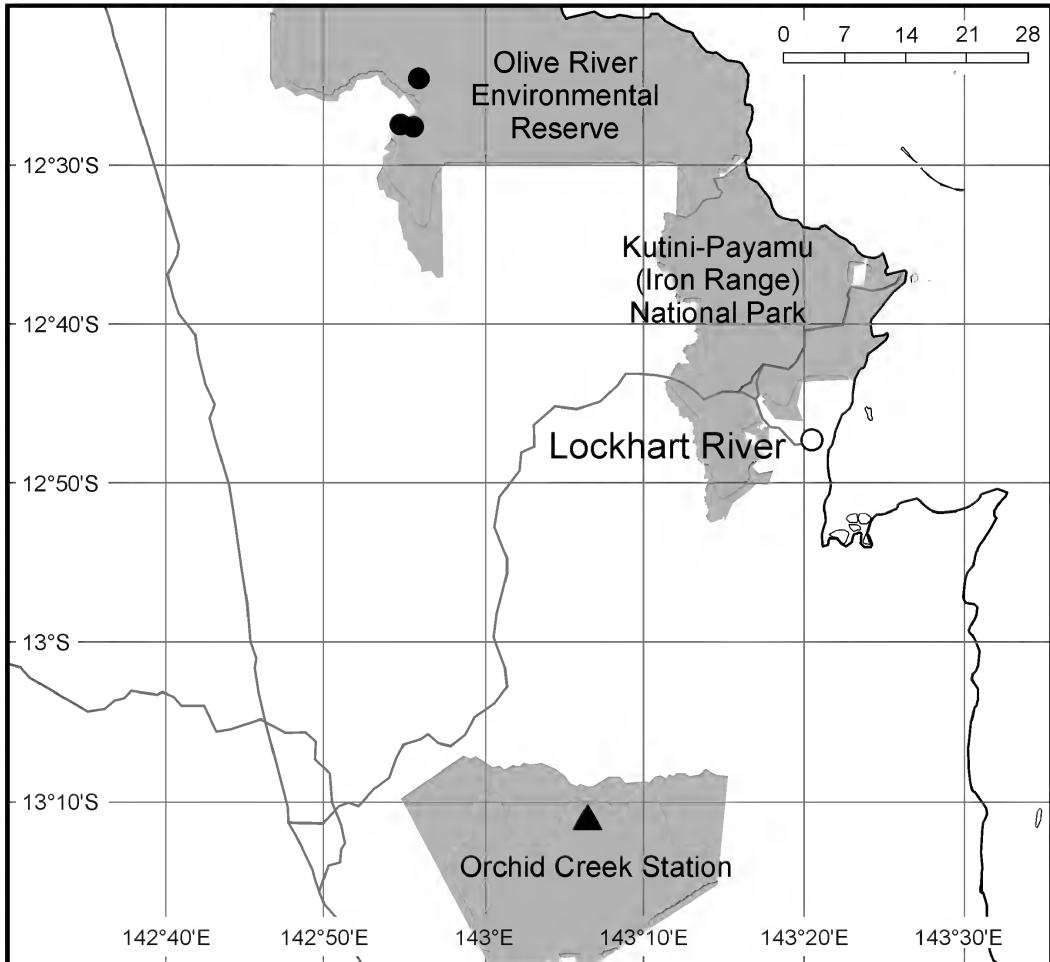 0 7 14 21 28
Olive River
Environmental
Reserve
12°30'S
Kutini-Payamu
(Iron Range)
National Park
12°40'S
Lockhart River
12°50'S
13°S
13°10'S
Orchid Creek Station
142°40'E 142°50'E 143°E 143°10'E 143°20'E 143°30'E